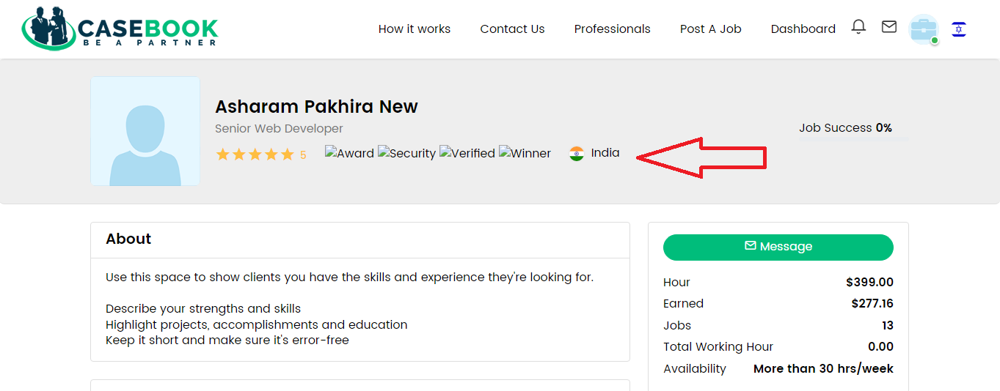 CASEBOOK
BE A PARTNER
How it works Contact Us Professionals Post A Job Dashboard
Asharam Pakhira New
Senior Web Developer
5 Award Security Verified Winner India
Job Success 0%
About
Use this space to show clients you have the skills and experience they're looking for.
Describe your strengths and skills
Highlight projects, accomplishments and education
Keep it short and make sure it's error-free
Message
Hour $399.00
Earned $277.16
Jobs 13
Total Working Hour 0.00
Availability More than 30 hrs/week